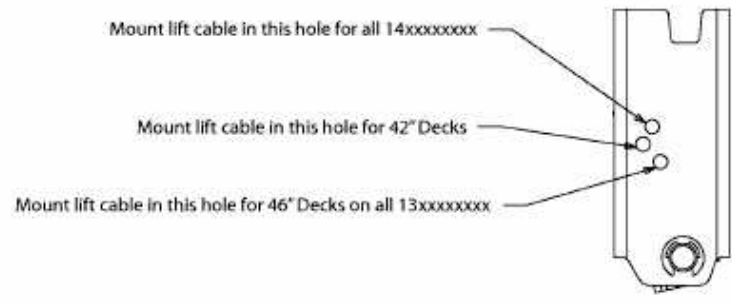 Mount lift cable in this hole for all 14xxxxxxxx
Mount lift cable in this hole for 42" Decks
Mount lift cable in this hole for 46" Decks on all 13xxxxxxxx